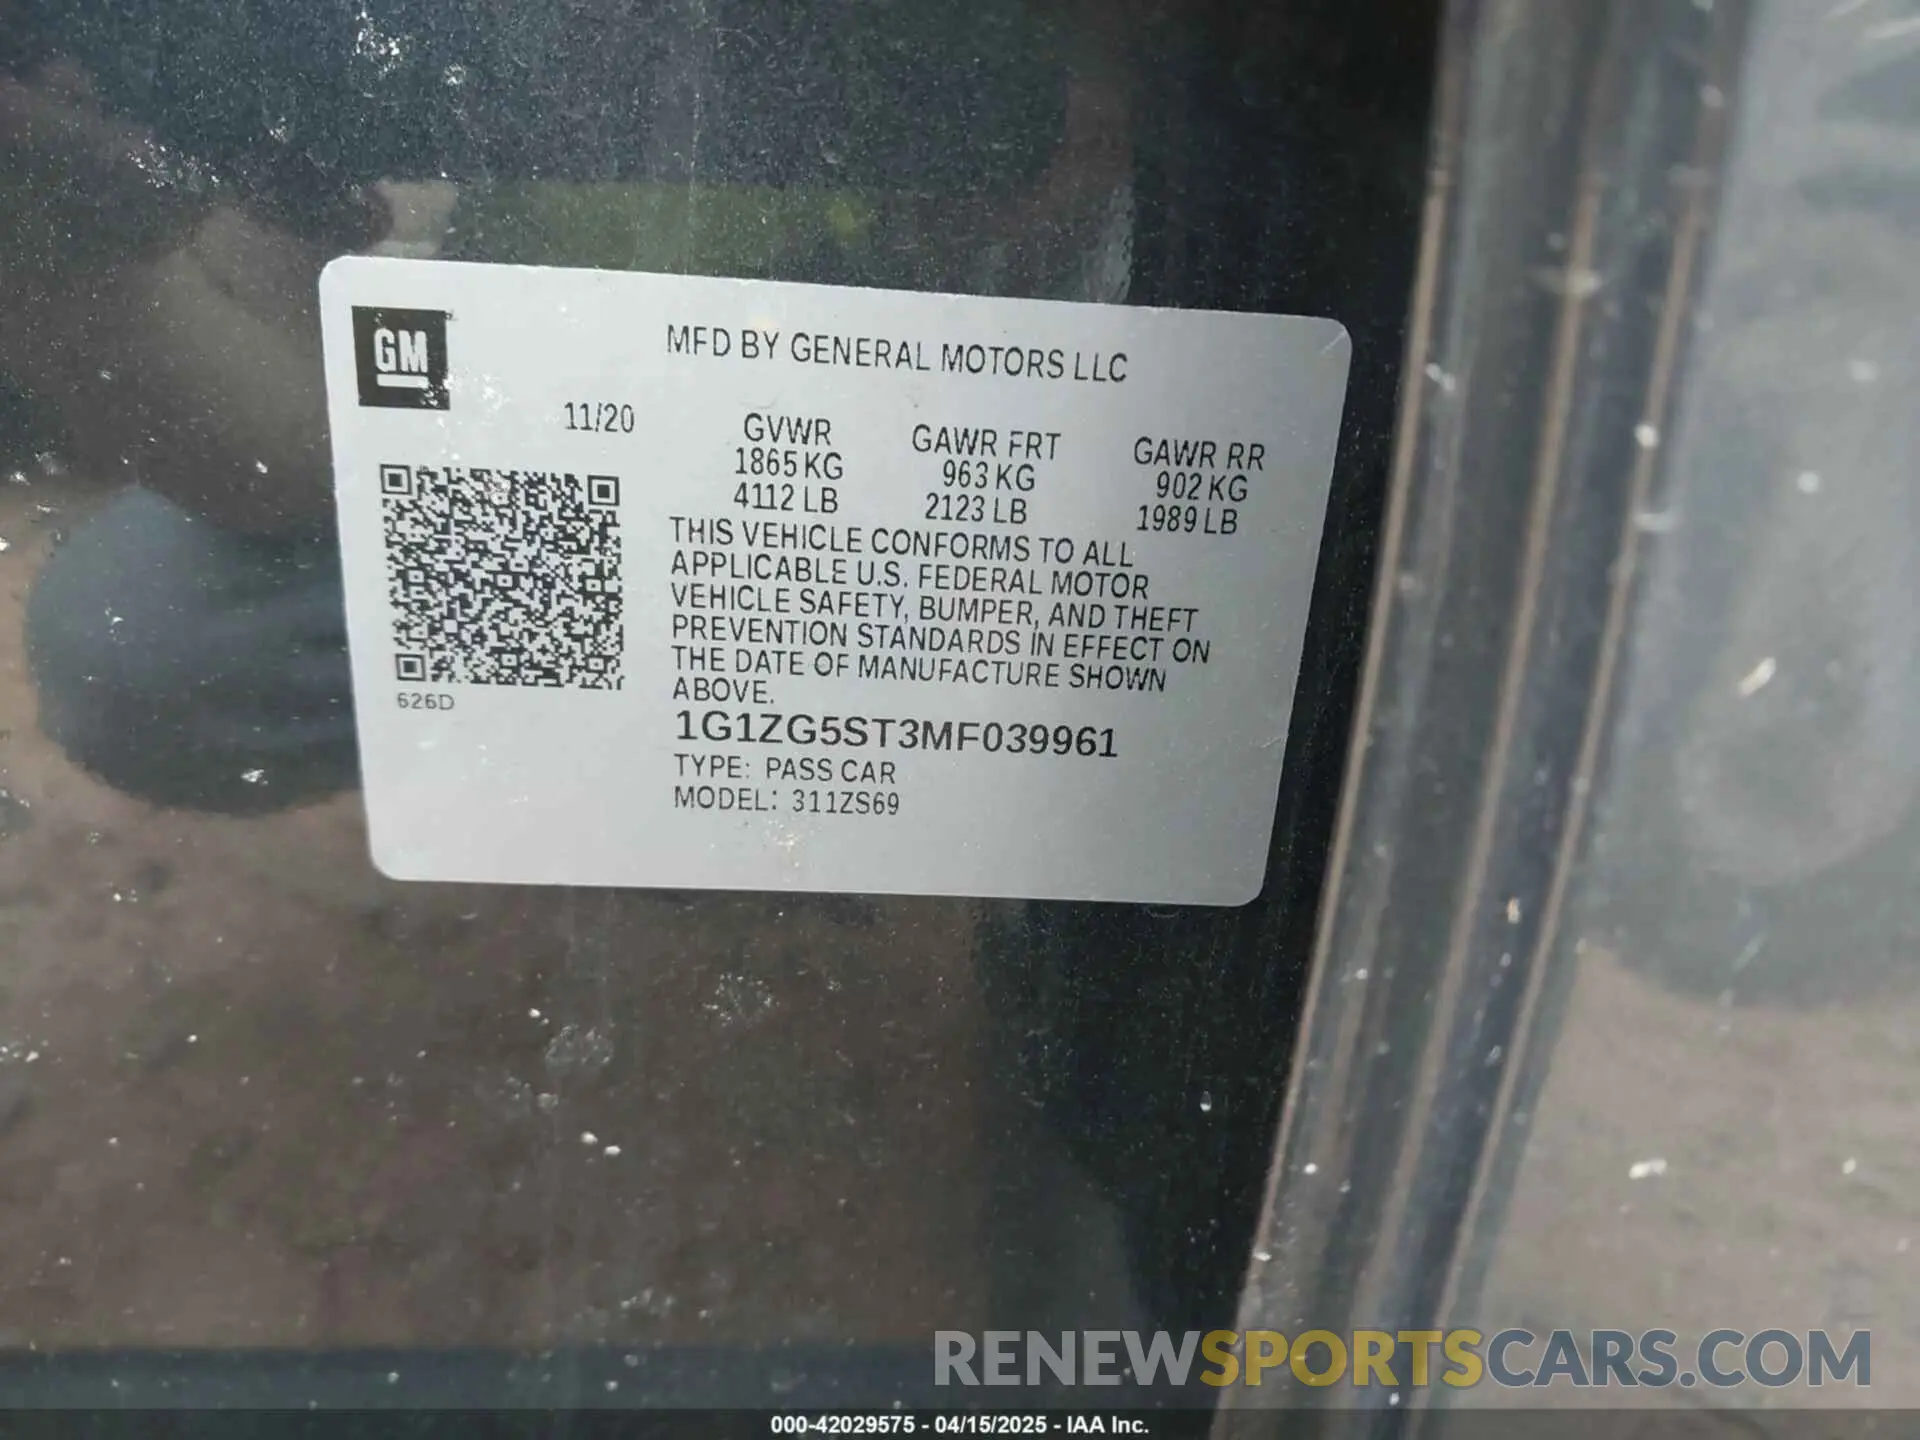 GM
MFD BY GENERAL MOTORS LLC
11/20
GVWR GAWR FRT GAWR RR
1865 KG 963 KG 902 KG
4112 LB 2123 LB 1989 LB
THIS VEHICLE CONFORMS TO ALL
APPLICABLE U.S. FEDERAL MOTOR
VEHICLE SAFETY, BUMPER, AND THEFT
PREVENTION STANDARDS IN EFFECT ON
THE DATE OF MANUFACTURE SHOWN
ABOVE.
626D
1G1ZG5ST3MF039961
TYPE: PASS CAR
MODEL: 311ZS69
RENEWSPORTSCARS.COM
000-42029575 - 04/15/2025 - IAA Inc.